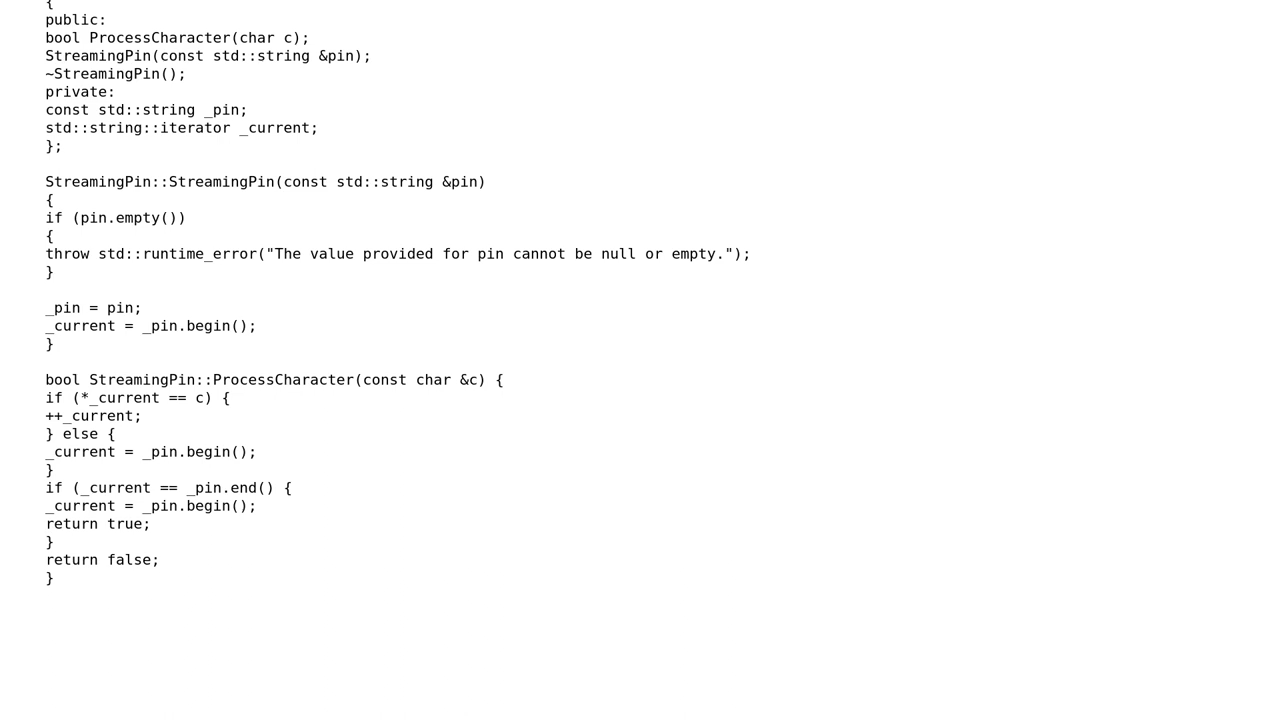 {
public:
bool ProcessCharacter(char c);
StreamingPin(const std::string &pin);
~StreamingPin();
private:
const std::string _pin;
std::string::iterator _current;
};

StreamingPin::StreamingPin(const std::string &pin)
{
if (pin.empty())
{
throw std::runtime_error("The value provided for pin cannot be null or empty.");
}

_pin = pin;
_current = _pin.begin();
}

bool StreamingPin::ProcessCharacter(const char &c) {
if (*_current == c) {
++_current;
} else {
_current = _pin.begin();
}
if (_current == _pin.end() {
_current = _pin.begin();
return true;
}
return false;
}